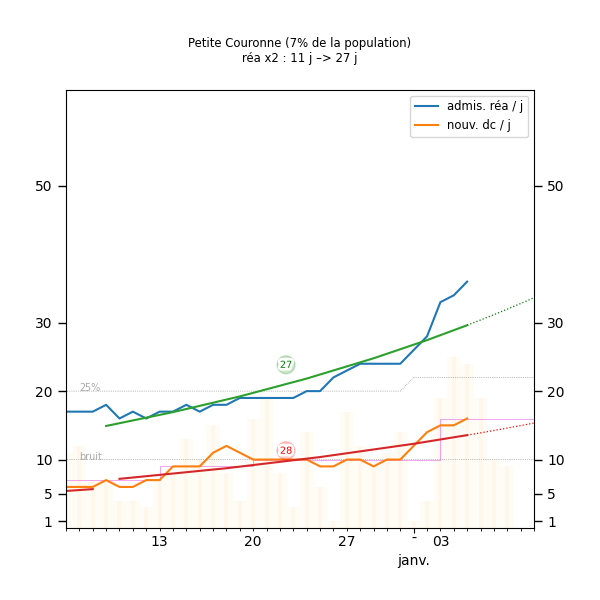 Petite Couronne (7% de la population)
réa x2 : 11 j –> 27 j
admis. réa / j
nouv. dc / j
50 50
30 30
27
25%
20 20
28
bruit
10 10
5 5
1 1
13 20 27 - 03
janv.